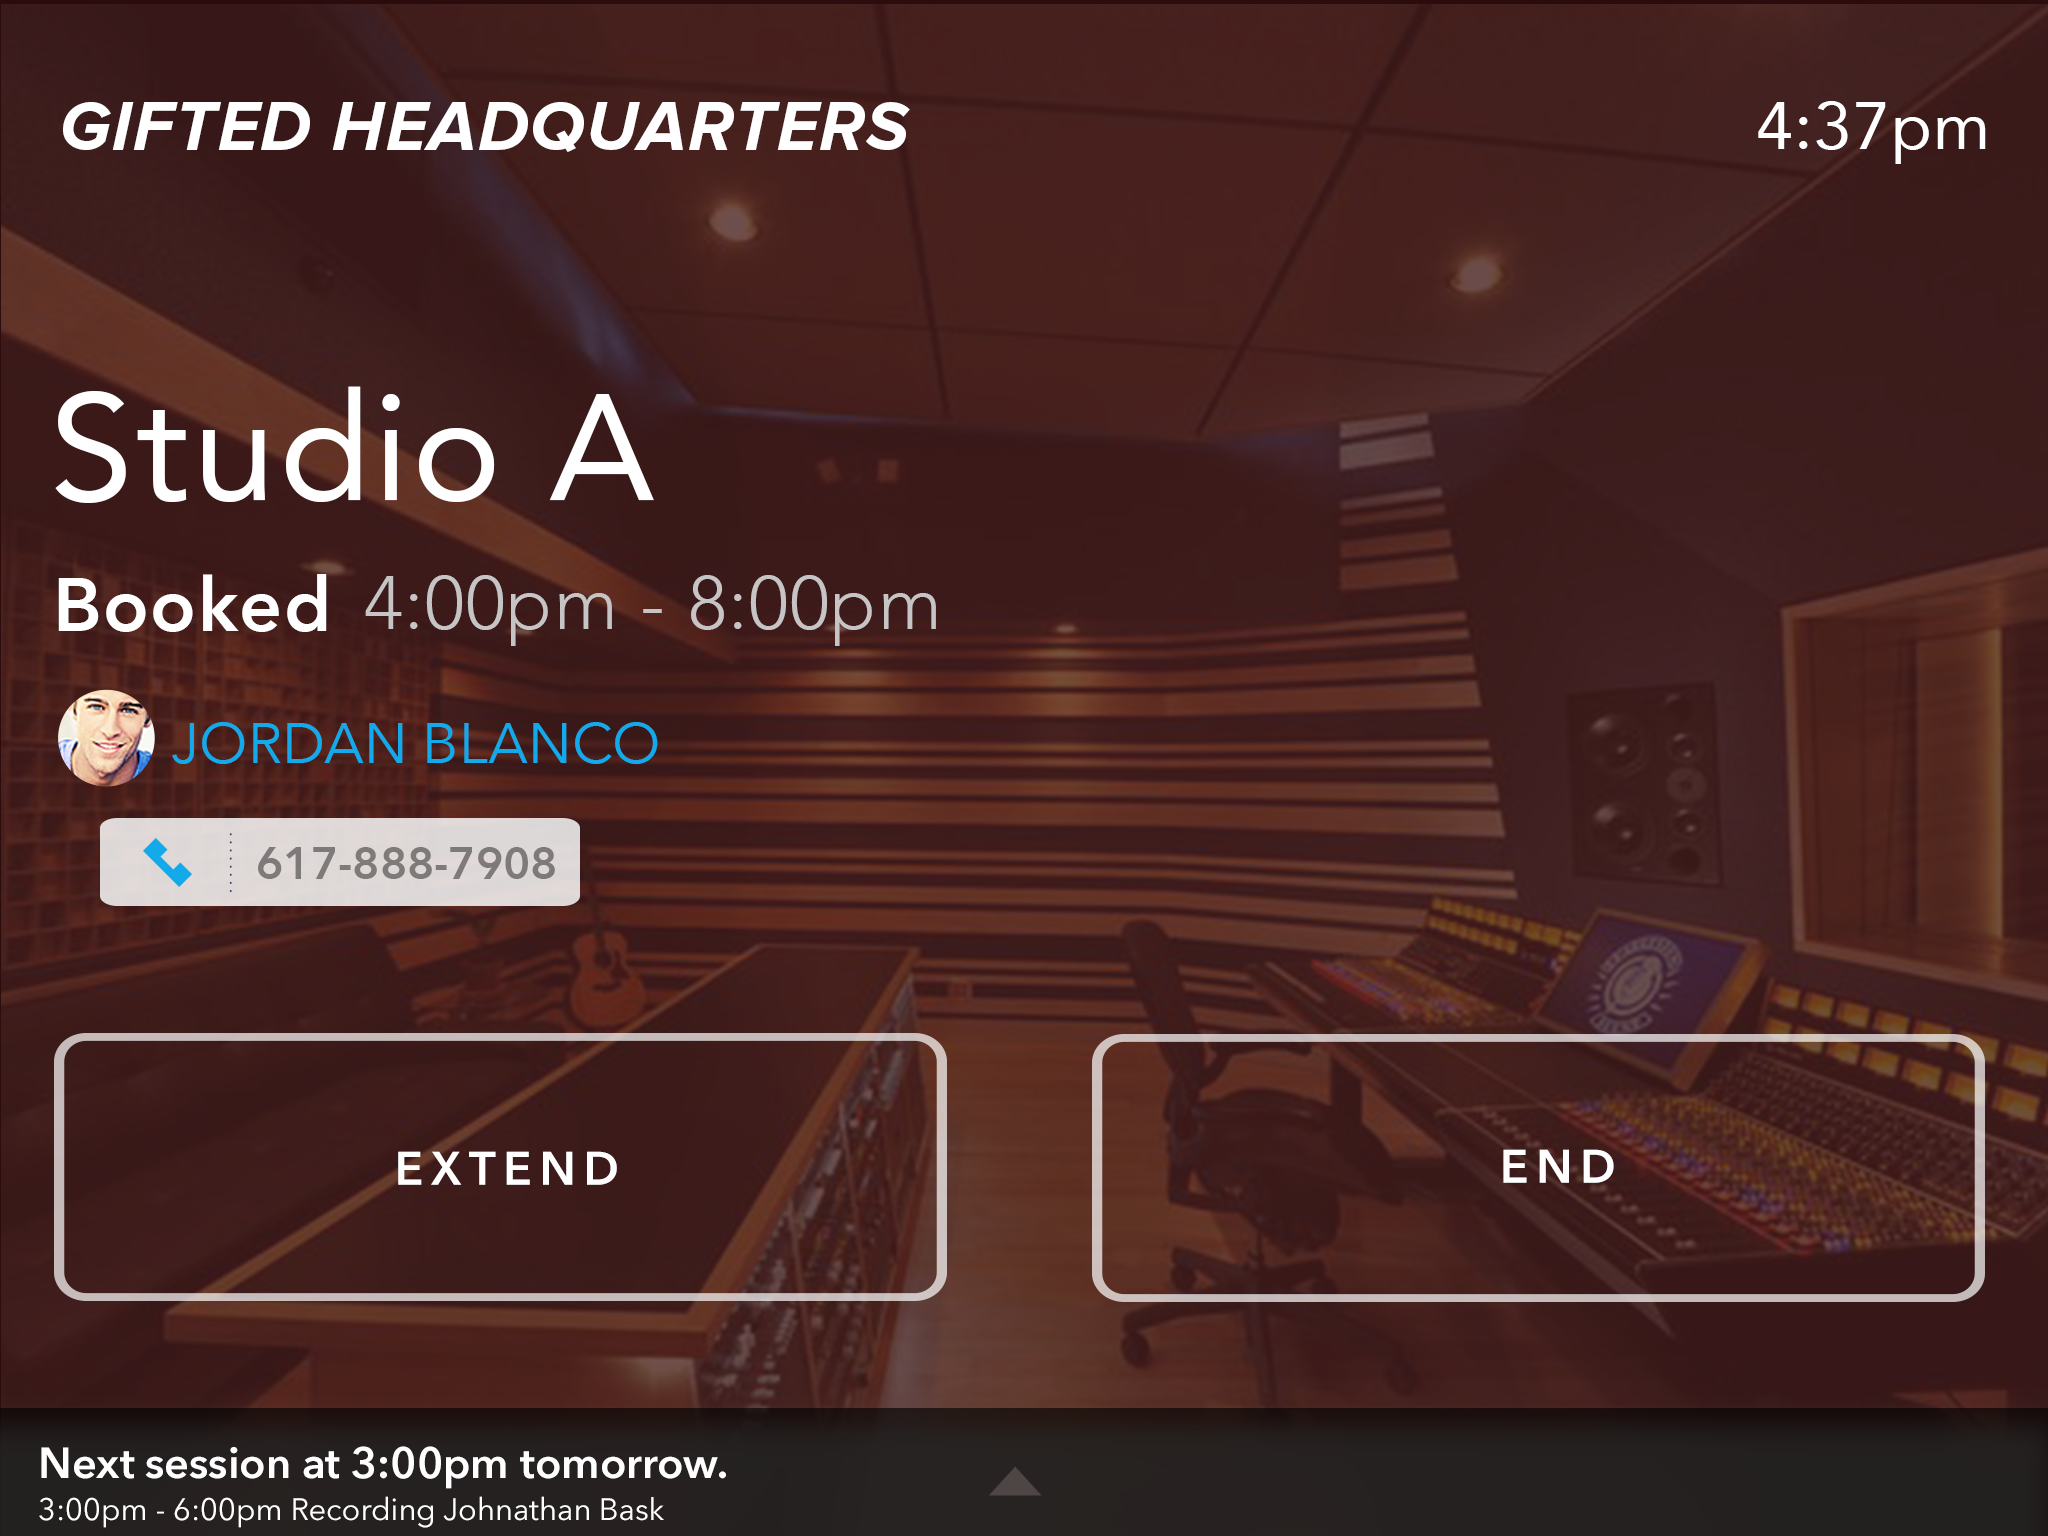 GIFTED HEADQUARTERS
4:37pm
Studio A
Booked 4:00pm - 8:00pm
JORDAN BLANCO
617-888-7908
EXTEND
END
Next session at 3:00pm tomorrow.
3:00pm - 6:00pm Recording Johnathan Bask